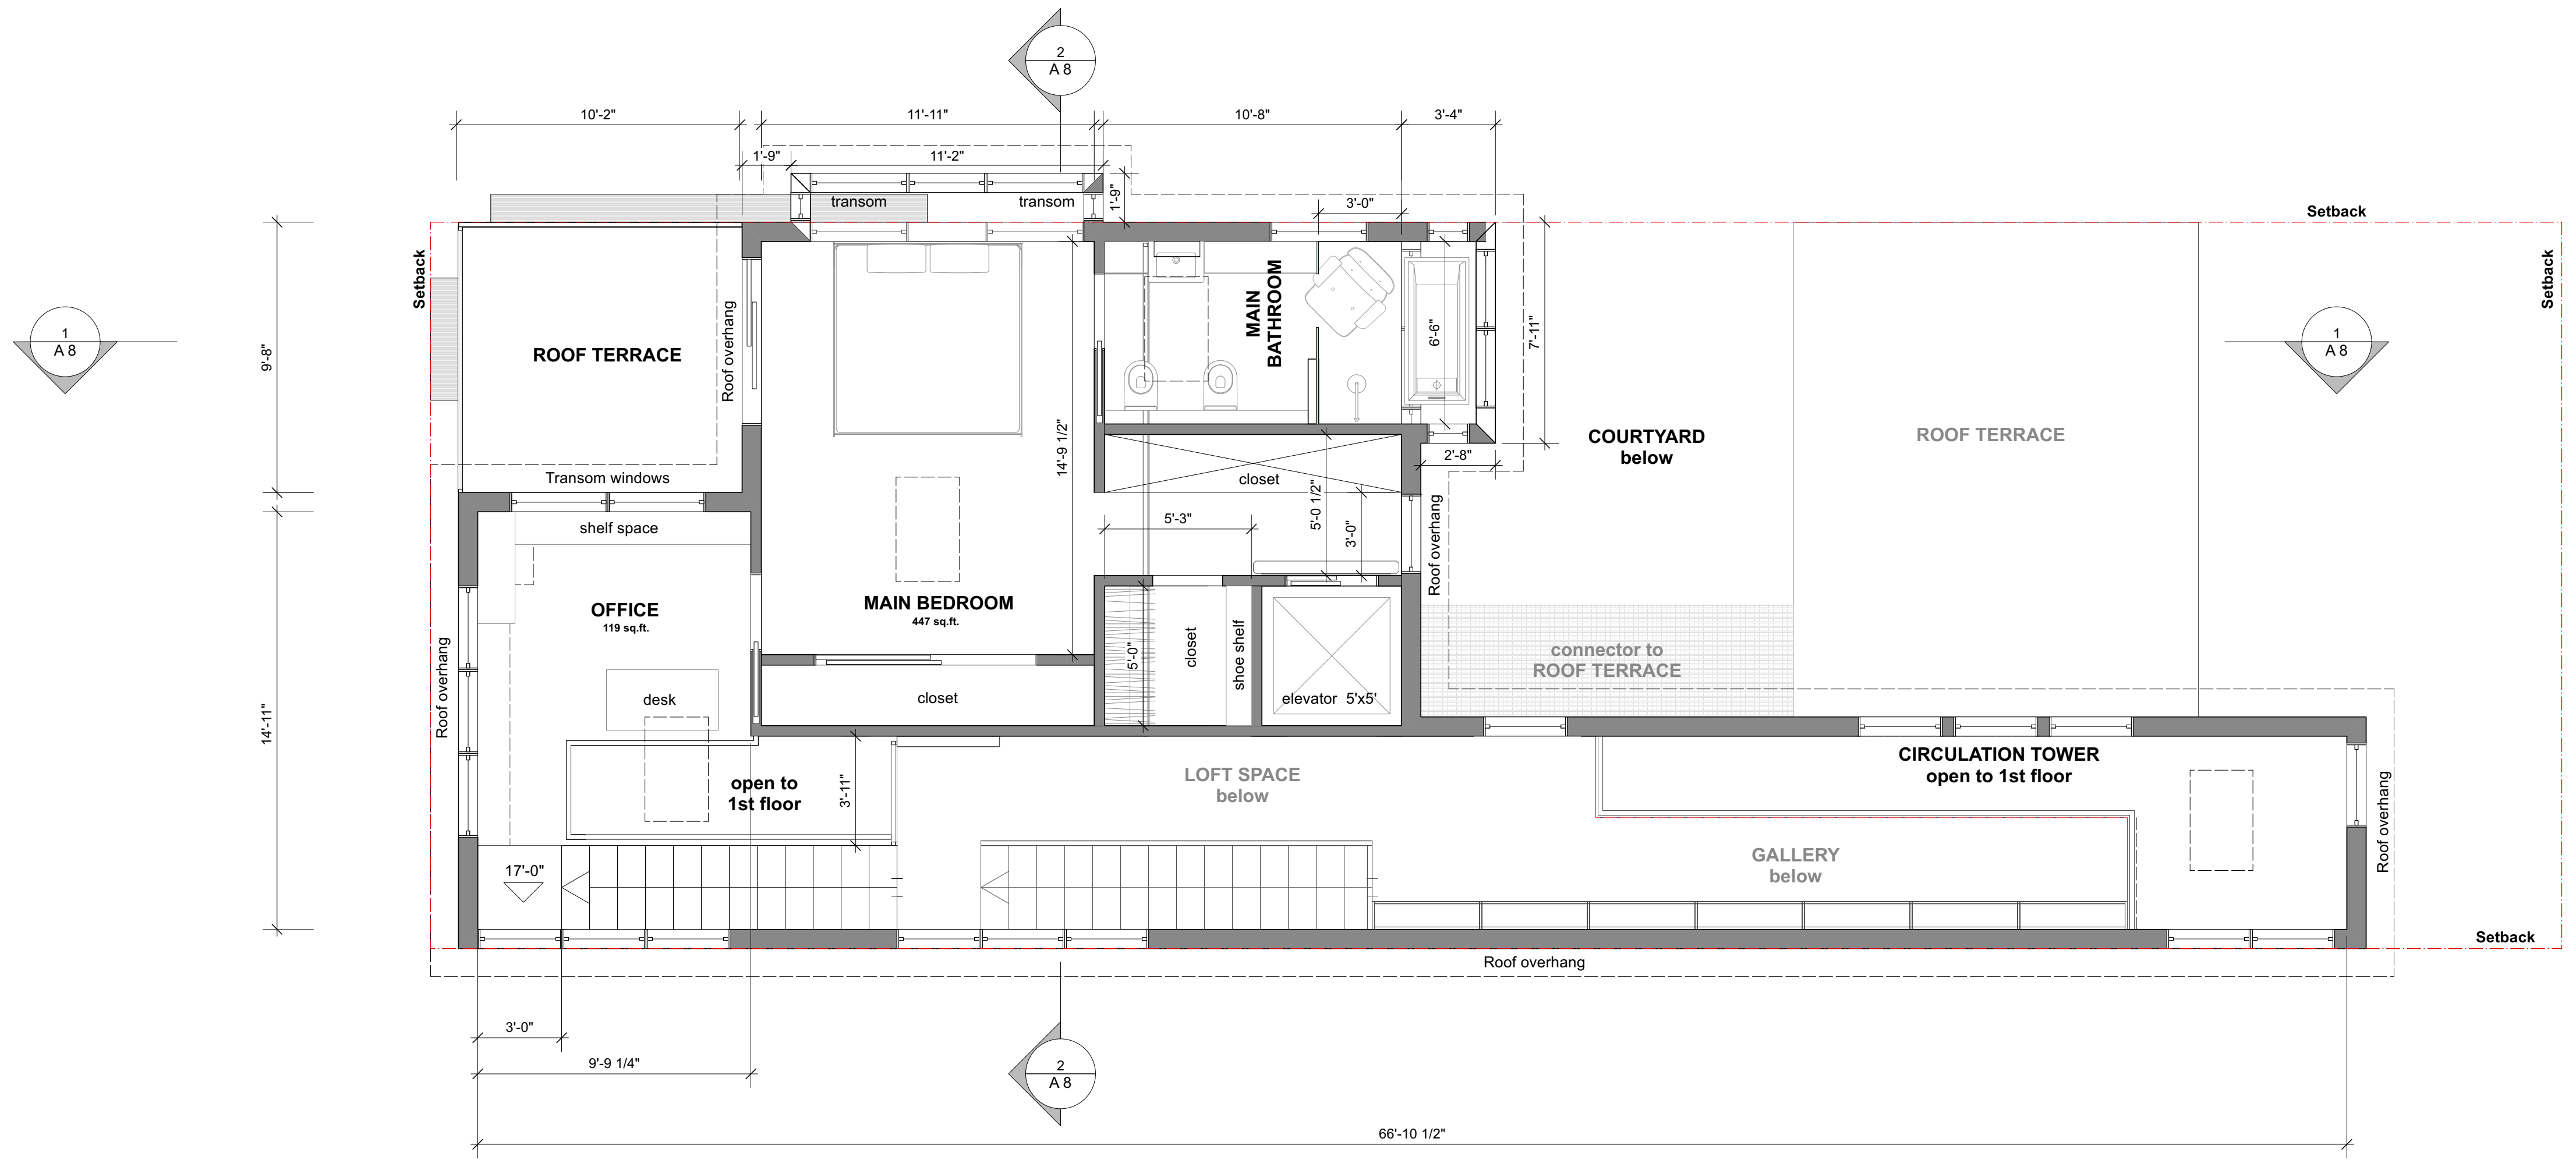 2
A 8
10'-2"
11'-11"
10'-8"
3'-4"
1'-9"
11'-2"
1'-9"
transom
transom
3'-0"
Setback
Setback
Setback
1
A 8
9'-8"
ROOF TERRACE
Roof overhang
MAIN
BATHROOM
6'-6"
7'-11"
1
A 8
14'-9 1/2"
COURTYARD
below
ROOF TERRACE
2'-8"
Transom windows
closet
shelf space
5'-3"
5'-0 1/2"
3'-0"
Roof overhang
OFFICE
119 sq.ft.
MAIN BEDROOM
447 sq.ft.
Roof overhang
5'-0"
closet
shoe shelf
connector to
ROOF TERRACE
desk
closet
elevator 5'x5'
14'-11"
open to
1st floor
3'-11"
LOFT SPACE
below
CIRCULATION TOWER
open to 1st floor
Roof overhang
17'-0"
GALLERY
below
Setback
Roof overhang
3'-0"
9'-9 1/4"
2
A 8
66'-10 1/2"